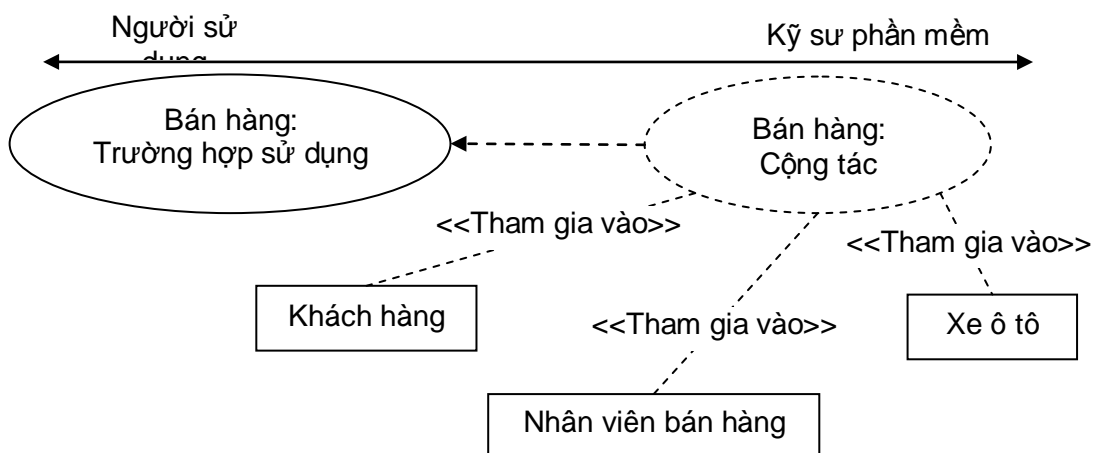 Người sử
Kỹ sư phần mềm
Bán hàng:
Trường hợp sử dụng
Bán hàng:
Cộng tác
<<Tham gia vào>>
<<Tham gia vào>>
Khách hàng
<<Tham gia vào>>
Xe ô tô
Nhân viên bán hàng